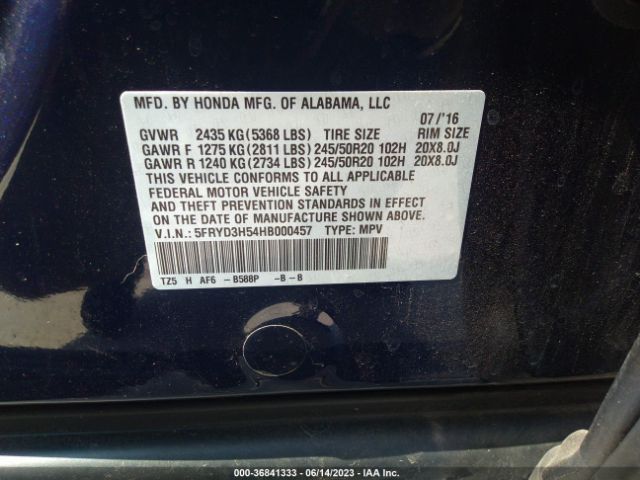 MFD. BY HONDA MFG. OF ALABAMA, LLC
07/'16
GVWR 2435 KG (5368 LBS) TIRE SIZE RIM SIZE
GAWR F 1275 KG (2811 LBS) 245/50R20 102H 20X8.0J
GAWR R 1240 KG (2734 LBS) 245/50R20 102H 20X8.0J
THIS VEHICLE CONFORMS TO ALL APPLICABLE
FEDERAL MOTOR VEHICLE SAFETY
AND THEFT PREVENTION STANDARDS IN EFFECT
ON THE DATE OF MANUFACTURE SHOWN ABOVE.
V.I.N.: 5FRYD3H54HB000457 TYPE: MPV
TZ5 H AF6 -B588P -B-B
000-36841333 - 06/14/2023 - IAA Inc.